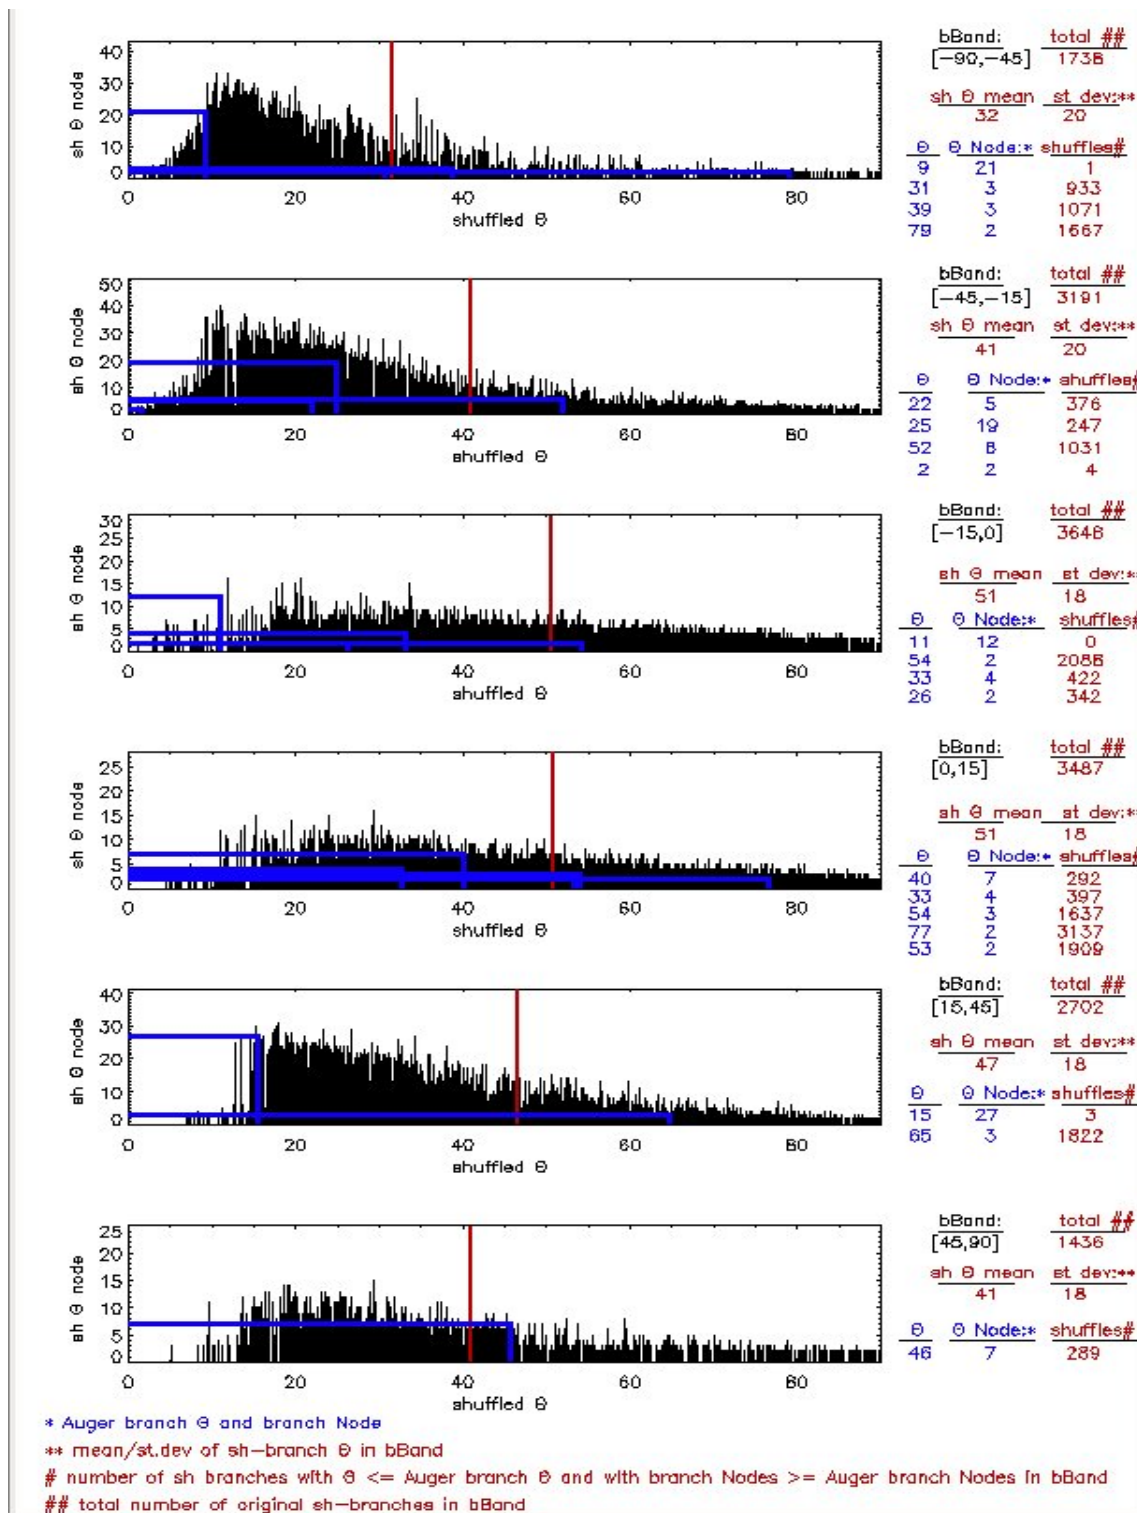 bBand: total ##
[-90,-45] 1738
sh Θ mean st dev:**
32 20
Θ Θ Node:* shuffles#
9 21 1
31 3 933
39 3 1071
79 2 1667
sh Θ node
40
30
20
10
0
0 20 40 60 80
shuffled Θ
bBand: total ##
[-45,-15] 3191
sh Θ mean st dev:**
41 20
Θ Θ Node:* shuffles#
22 5 376
25 19 247
52 6 1031
2 2 4
sh Θ node
50
40
30
20
10
0
0 20 40 60 80
shuffled Θ
bBand: total ##
[-15,0] 3646
sh Θ mean st dev:*
51 18
Θ Θ Node:* shuffles#
11 12 0
54 2 2086
33 4 422
26 2 342
sh Θ node
30
25
20
15
10
5
0
0 20 40 60 80
shuffled Θ
bBand: total ##
[0,15] 3487
sh Θ mean st dev:*
51 18
Θ Θ Node:* shuffles#
40 7 292
33 4 397
54 3 1637
77 2 3137
53 2 1909
sh Θ node
25
20
15
10
5
0
0 20 40 60 80
shuffled Θ
bBand: total ##
[15,45] 2702
sh Θ mean st dev:**
47 18
Θ Θ Node:* shuffles#
15 27 3
65 3 1822
sh Θ node
40
30
20
10
0
0 20 40 60 80
shuffled Θ
bBand: total ##
[45,90] 1436
sh Θ mean st dev:**
41 18
Θ Θ Node:* shuffles#
46 7 289
sh Θ node
25
20
15
10
5
0
0 20 40 60 80
shuffled Θ
* Auger branch Θ and branch Node
** mean/st.dev of sh-branch Θ in bBand
# number of sh branches with Θ <= Auger branch Θ and with branch Nodes >= Auger branch Nodes in bBand
## total number of original sh-branches in bBand